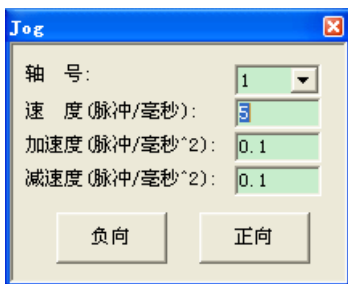 Jog
轴 号: 1
速 度(脉冲/毫秒): 5
加速度(脉冲/毫秒^2): 0.1
减速度(脉冲/毫秒^2): 0.1
负向 正向